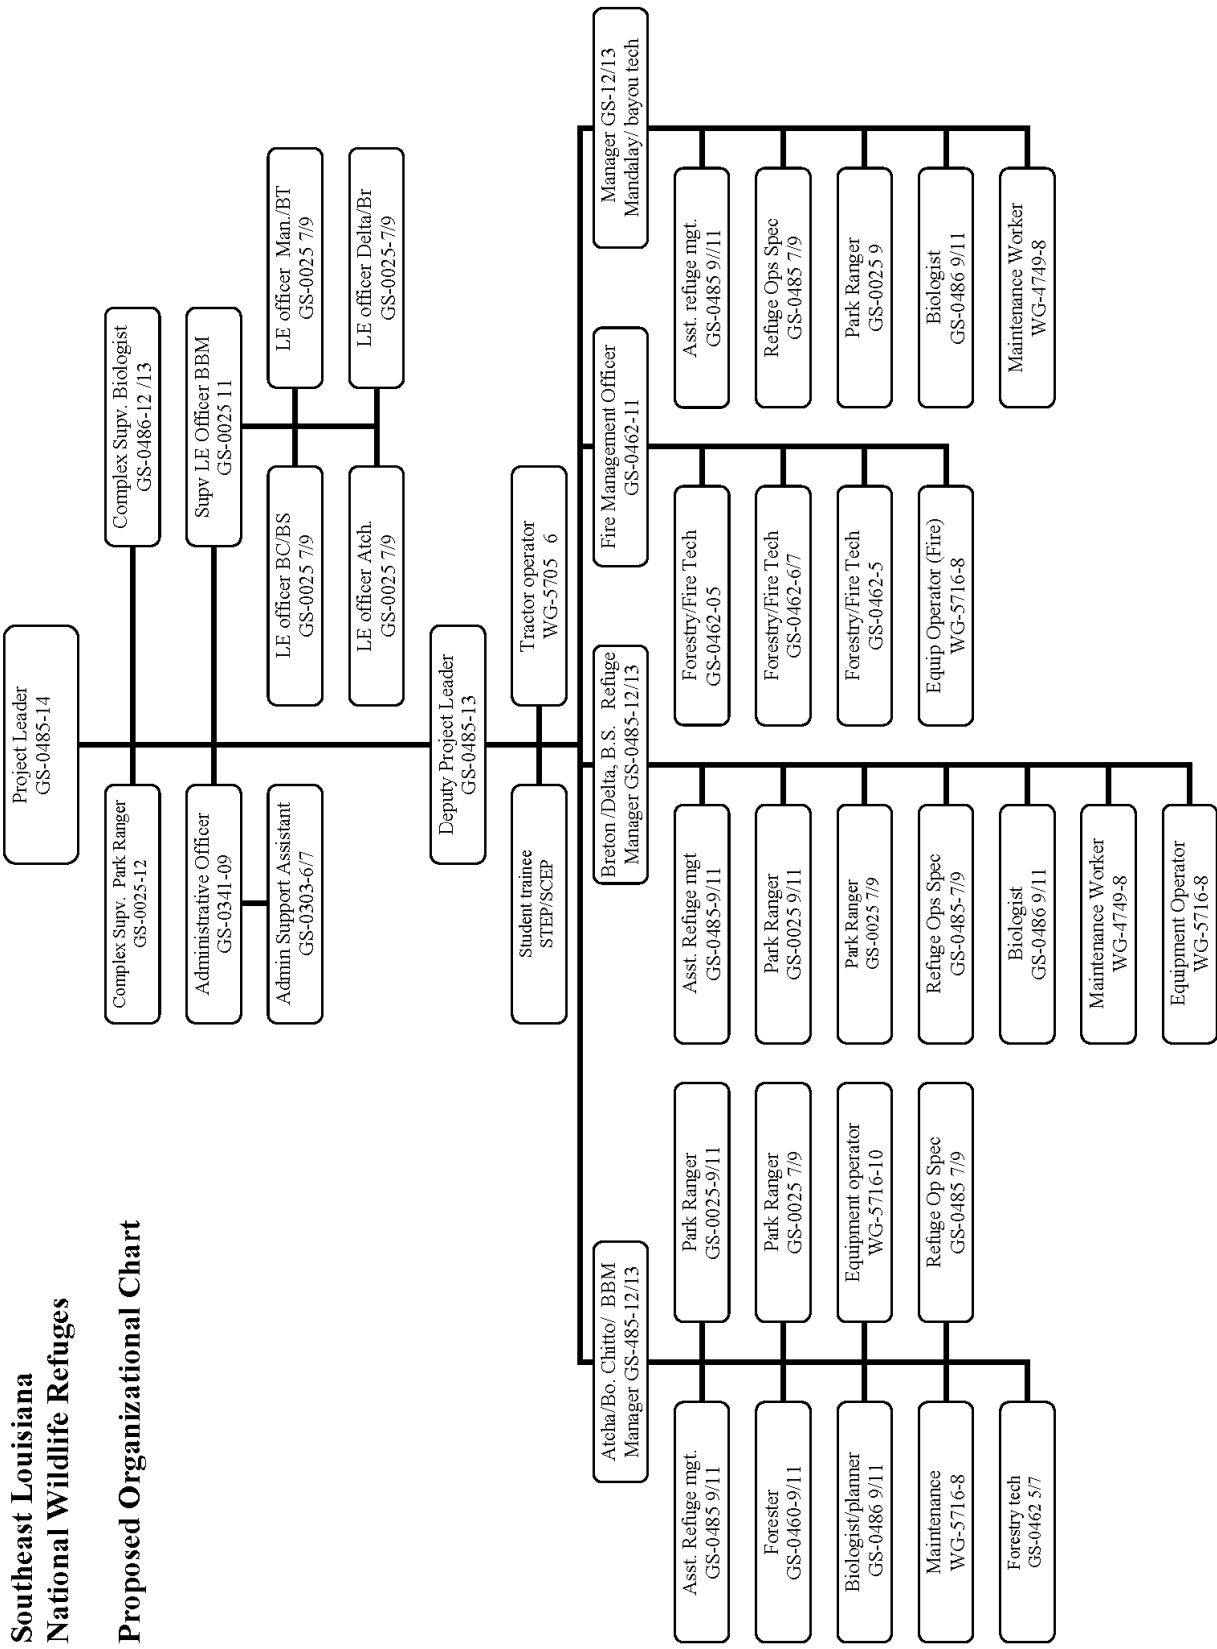 Southeast Louisiana
National Wildlife Refuges
Proposed Organizational Chart
Project Leader
GS-0485-14
Complex Supv. Park Ranger
GS-0025-12
Complex Supv. Biologist
GS-0486-12 /13
Administrative Officer
GS-0341-09
Supv LE Officer BBM
GS-0025 11
Admin Support Assistant
GS-0303-6/7
LE officer BC/BS
GS-0025 7/9
LE officer Man./BT
GS-0025 7/9
LE officer Atch.
GS-0025 7/9
LE officer Delta/Br
GS-0025-7/9
Deputy Project Leader
GS-0485-13
Student trainee
STEP/SCEP
Tractor operator
WG-5705 6
Atcha/Bo. Chitto/ BBM
Manager GS-485-12/13
Asst. Refuge mgt.
GS-0485 9/11
Park Ranger
GS-0025-9/11
Forester
GS-0460-9/11
Park Ranger
GS-0025 7/9
Biologist/planner
GS-0486 9/11
Equipment operator
WG-5716-10
Maintenance
WG-5716-8
Refuge Op Spec
GS-0485 7/9
Forestry tech
GS-0462 5/7
Breton /Delta, B.S. Refuge
Manager GS-0485-12/13
Asst. Refuge mgt
GS-0485-9/11
Park Ranger
GS-0025 9/11
Park Ranger
GS-0025 7/9
Refuge Ops Spec
GS-0485- 7/9
Biologist
GS-0486 9/11
Maintenance Worker
WG-4749-8
Equipment Operator
WG-5716-8
Fire Management Officer
GS-0462-11
Forestry/Fire Tech
GS-0462-05
Forestry/Fire Tech
GS-0462-6/7
Forestry/Fire Tech
GS-0462-5
Equip Operator (Fire)
WG-5716-8
Manager GS-12/13
Mandalay/ bayou tech
Asst. refuge mgt.
GS-0485 9//11
Refuge Ops Spec
GS-0485 7/9
Park Ranger
GS-0025 9
Biologist
GS-0486 9/11
Maintenance Worker
WG-4749-8